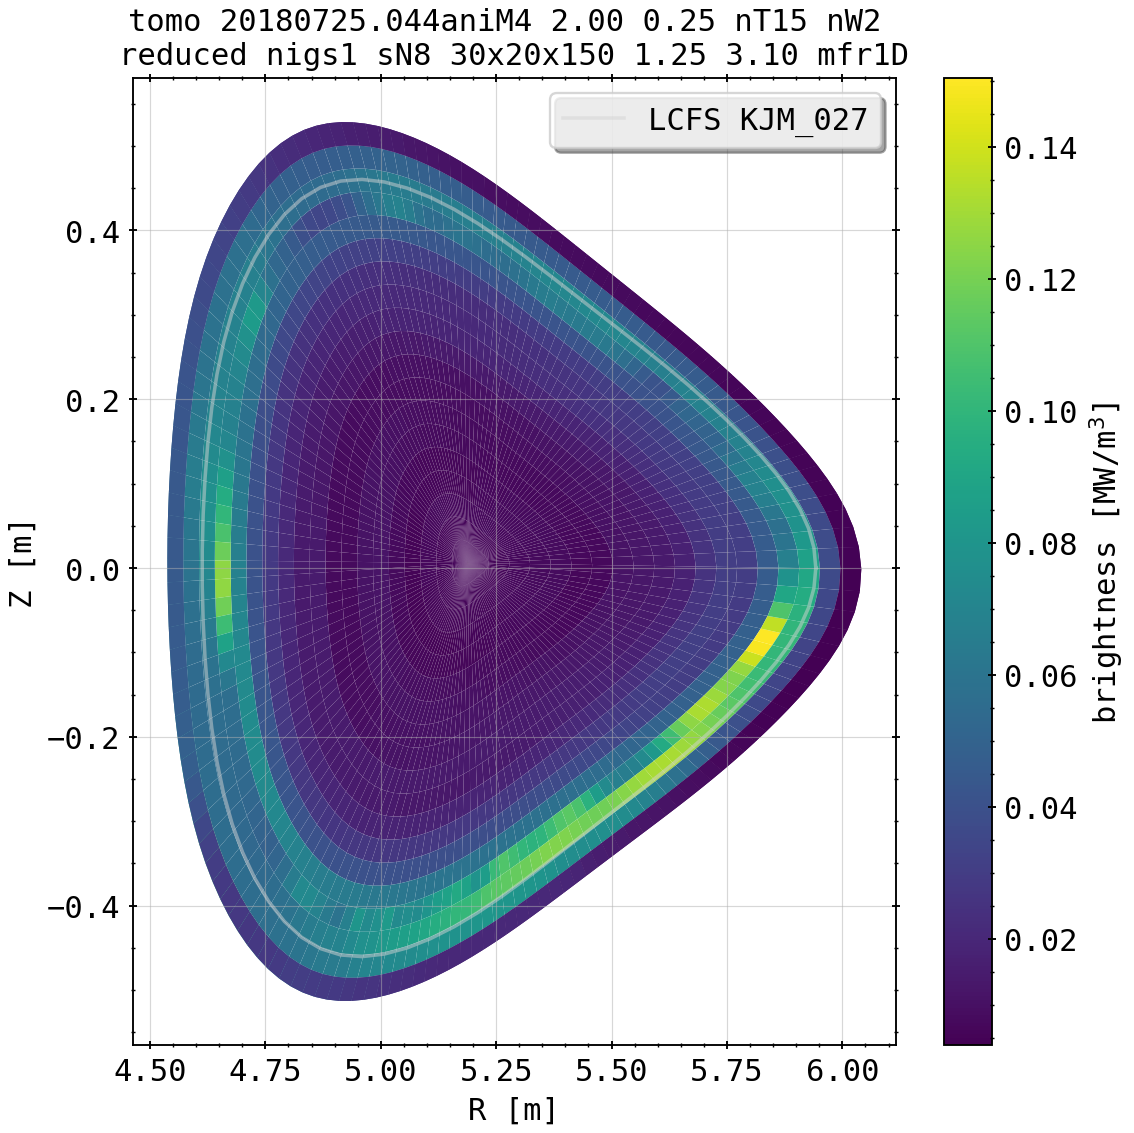 tomo 20180725.044aniM4 2.00 0.25 nT15 nW2
reduced nigs1 sN8 30x20x150 1.25 3.10 mfr1D
LCFS KJM_027
0.4
0.2
0.0
−0.2
−0.4
Z [m]
4.50 4.75 5.00 5.25 5.50 5.75 6.00
R [m]
0.14
0.12
0.10
0.08
0.06
0.04
0.02
brightness [MW/m³]